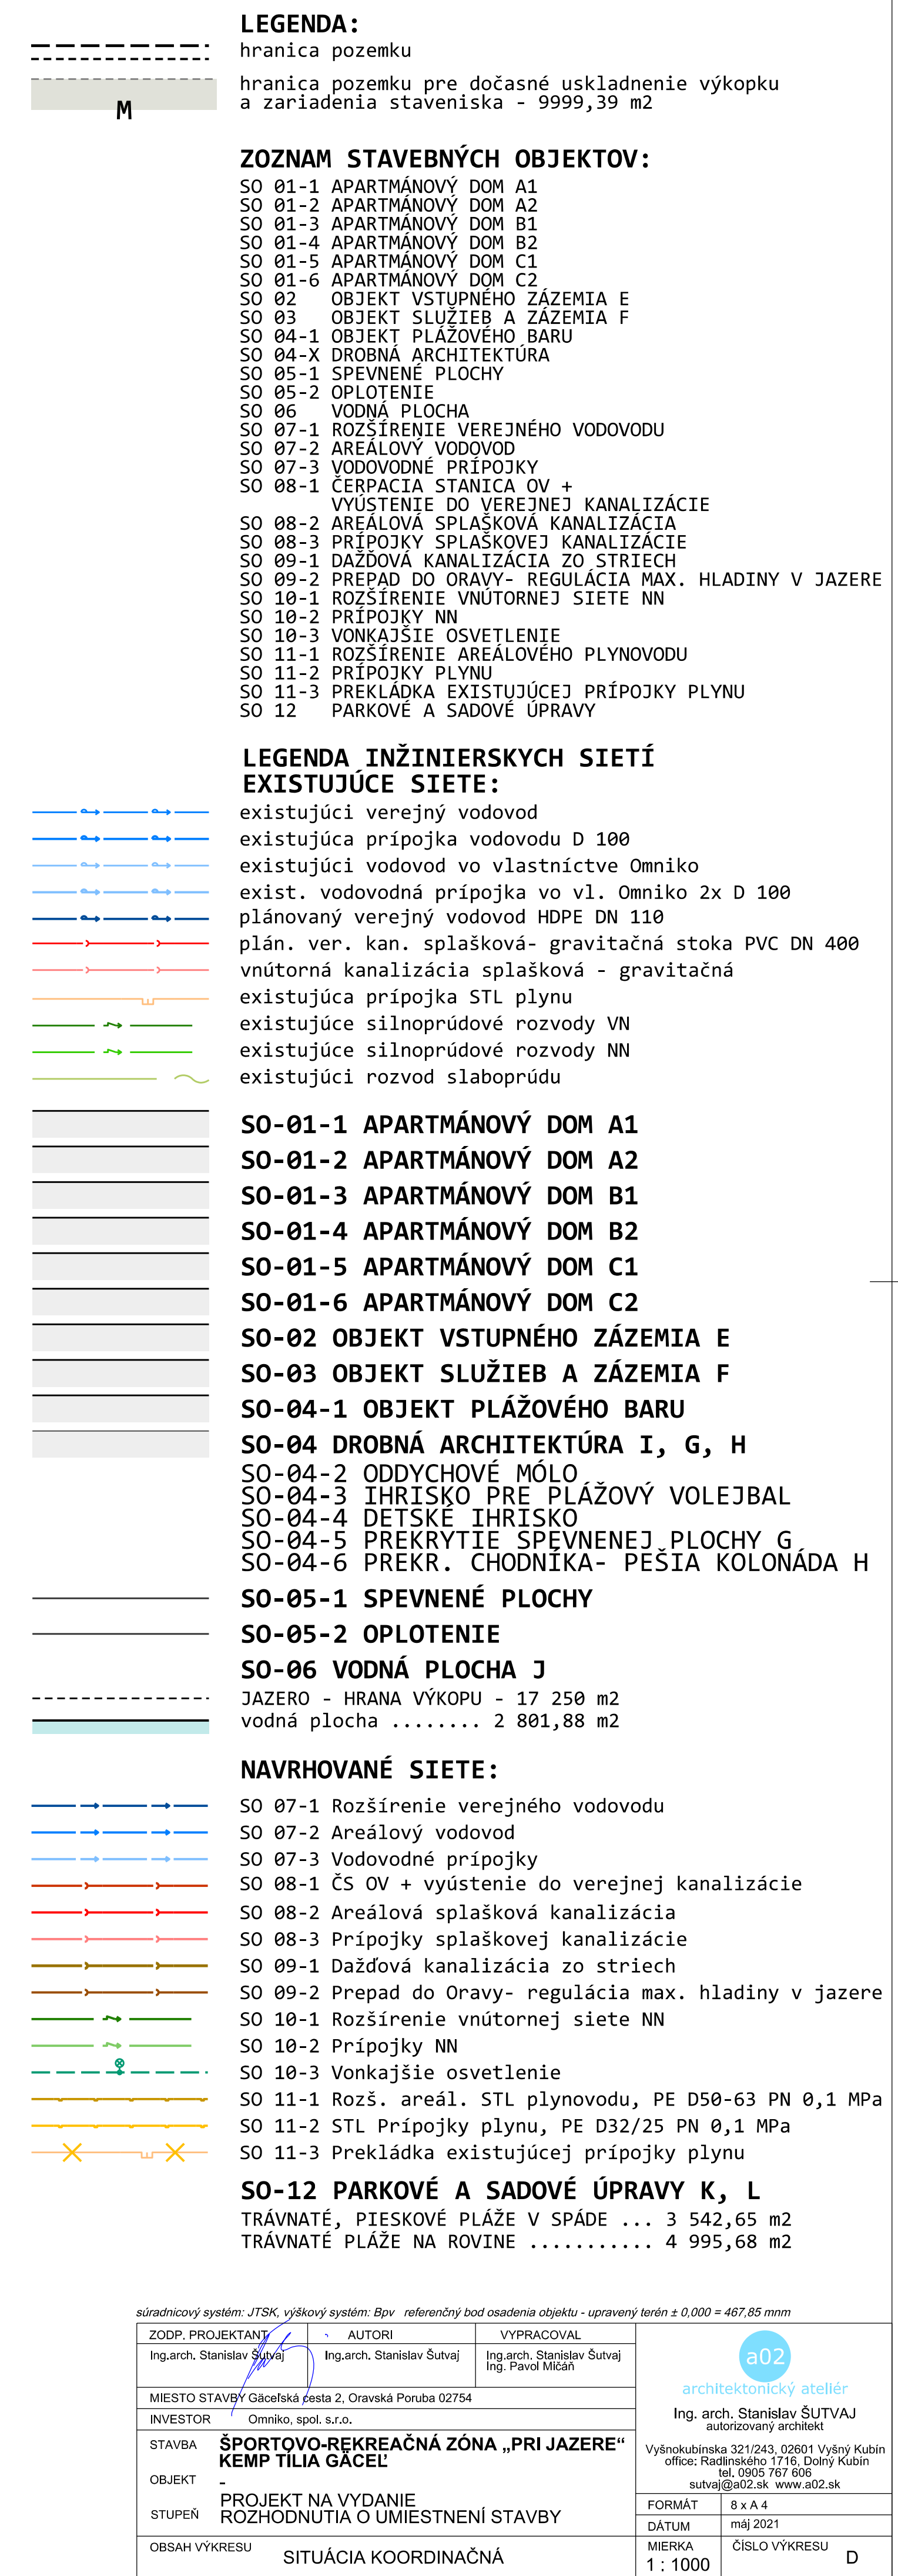 LEGENDA:
hranica pozemku
hranica pozemku pre dočasné uskladnenie výkopku
a zariadenia staveniska - 9999,39 m2
M
ZOZNAM STAVEBNÝCH OBJEKTOV:
SO 01-1 APARTMÁNOVÝ DOM A1
SO 01-2 APARTMÁNOVÝ DOM A2
SO 01-3 APARTMÁNOVÝ DOM B1
SO 01-4 APARTMÁNOVÝ DOM B2
SO 01-5 APARTMÁNOVÝ DOM C1
SO 01-6 APARTMÁNOVÝ DOM C2
SO 02 OBJEKT VSTUPNÉHO ZÁZEMIA E
SO 03 OBJEKT SLUŽIEB A ZÁZEMIA F
SO 04-1 OBJEKT PLÁŽOVÉHO BARU
SO 04-X DROBNÁ ARCHITEKTÚRA
SO 05-1 SPEVNENÉ PLOCHY
SO 05-2 OPLOTENIE
SO 06 VODNÁ PLOCHA
SO 07-1 ROZŠÍRENIE VEREJNÉHO VODOVODU
SO 07-2 AREÁLOVÝ VODOVOD
SO 07-3 VODOVODNÉ PRÍPOJKY
SO 08-1 ČERPACIA STANICA OV +
VYÚSTENIE DO VEREJNEJ KANALIZÁCIE
SO 08-2 AREÁLOVÁ SPLAŠKOVÁ KANALIZÁCIA
SO 08-3 PRÍPOJKY SPLAŠKOVEJ KANALIZÁCIE
SO 09-1 DAŽĎOVÁ KANALIZÁCIA ZO STRIECH
SO 09-2 PREPAD DO ORAVY- REGULÁCIA MAX. HLADINY V JAZERE
SO 10-1 ROZŠÍRENIE VNÚTORNEJ SIETE NN
SO 10-2 PRÍPOJKY NN
SO 10-3 VONKAJŠIE OSVETLENIE
SO 11-1 ROZŠÍRENIE AREÁLOVÉHO PLYNOVODU
SO 11-2 PRÍPOJKY PLYNU
SO 11-3 PREKLÁDKA EXISTUJÚCEJ PRÍPOJKY PLYNU
SO 12 PARKOVÉ A SADOVÉ ÚPRAVY
LEGENDA INŽINIERSKYCH SIETÍ
EXISTUJÚCE SIETE:
existujúci verejný vodovod
existujúca prípojka vodovodu D 100
existujúci vodovod vo vlastníctve Omniko
exist. vodovodná prípojka vo vl. Omniko 2x D 100
plánovaný verejný vodovod HDPE DN 110
plán. ver. kan. splašková- gravitačná stoka PVC DN 400
vnútorná kanalizácia splašková - gravitačná
existujúca prípojka STL plynu
existujúce silnoprúdové rozvody VN
existujúce silnoprúdové rozvody NN
existujúci rozvod slaboprúdu
SO-01-1 APARTMÁNOVÝ DOM A1
SO-01-2 APARTMÁNOVÝ DOM A2
SO-01-3 APARTMÁNOVÝ DOM B1
SO-01-4 APARTMÁNOVÝ DOM B2
SO-01-5 APARTMÁNOVÝ DOM C1
SO-01-6 APARTMÁNOVÝ DOM C2
SO-02 OBJEKT VSTUPNÉHO ZÁZEMIA E
SO-03 OBJEKT SLUŽIEB A ZÁZEMIA F
SO-04-1 OBJEKT PLÁŽOVÉHO BARU
SO-04 DROBNÁ ARCHITEKTÚRA I, G, H
SO-04-2 ODDYCHOVÉ MÓLO
SO-04-3 IHRISKO PRE PLÁŽOVÝ VOLEJBAL
SO-04-4 DETSKÉ IHRISKO
SO-04-5 PREKRYTIE SPEVNENEJ PLOCHY G
SO-04-6 PREKR. CHODNÍKA- PEŠIA KOLONÁDA H
SO-05-1 SPEVNENÉ PLOCHY
SO-05-2 OPLOTENIE
SO-06 VODNÁ PLOCHA J
JAZERO - HRANA VÝKOPU - 17 250 m2
vodná plocha ........ 2 801,88 m2
NAVRHOVANÉ SIETE:
SO 07-1 Rozšírenie verejného vodovodu
SO 07-2 Areálový vodovod
SO 07-3 Vodovodné prípojky
SO 08-1 ČS OV + vyústenie do verejnej kanalizácie
SO 08-2 Areálová splašková kanalizácia
SO 08-3 Prípojky splaškovej kanalizácie
SO 09-1 Dažďová kanalizácia zo striech
SO 09-2 Prepad do Oravy- regulácia max. hladiny v jazere
SO 10-1 Rozšírenie vnútornej siete NN
SO 10-2 Prípojky NN
SO 10-3 Vonkajšie osvetlenie
SO 11-1 Rozš. areál. STL plynovodu, PE D50-63 PN 0,1 MPa
SO 11-2 STL Prípojky plynu, PE D32/25 PN 0,1 MPa
SO 11-3 Prekládka existujúcej prípojky plynu
SO-12 PARKOVÉ A SADOVÉ ÚPRAVY K, L
TRÁVNATÉ, PIESKOVÉ PLÁŽE V SPÁDE ... 3 542,65 m2
TRÁVNATÉ PLÁŽE NA ROVINE ........... 4 995,68 m2
súradnicový systém: JTSK, výškový systém: Bpv referenčný bod osadenia objektu - upravený terén ± 0,000 = 467,85 mnm
ZODP. PROJEKTANT
Ing.arch. Stanislav Šutvaj
AUTORI
Ing.arch. Stanislav Šutvaj
VYPRACOVAL
Ing.arch. Stanislav Šutvaj
Ing. Pavol Mičáň
MIESTO STAVBY Gäceľská cesta 2, Oravská Poruba 02754
INVESTOR Omniko, spol. s.r.o.
STAVBA ŠPORTOVO-REKREAČNÁ ZÓNA „PRI JAZERE“
KEMP TÍLIA GÄCEĽ
OBJEKT -
STUPEŇ PROJEKT NA VYDANIE
ROZHODNUTIA O UMIESTNENÍ STAVBY
OBSAH VÝKRESU
SITUÁCIA KOORDINAČNÁ
a02
architektonický ateliér
Ing. arch. Stanislav ŠUTVAJ
autorizovaný architekt
Vyšnokubínska 321/243, 02601 Vyšný Kubín
office: Radlinského 1716, Dolný Kubín
tel. 0905 767 606
sutvaj@a02.sk www.a02.sk
FORMÁT 8 x A 4
DÁTUM máj 2021
MIERKA
1 : 1000
ČÍSLO VÝKRESU
D